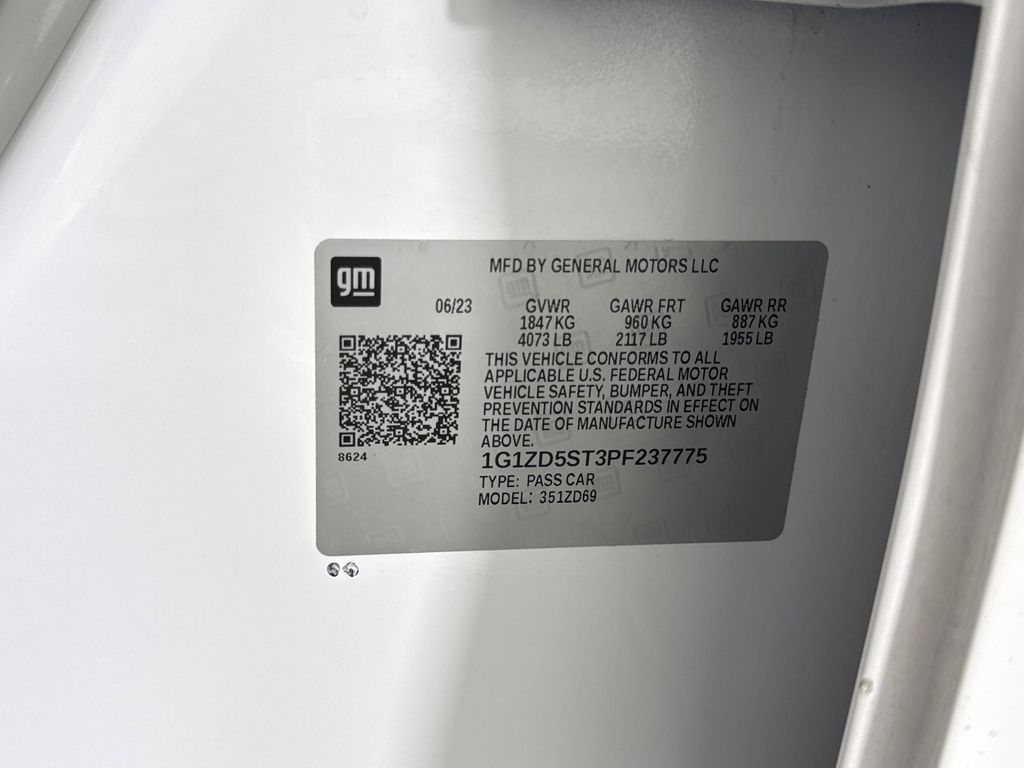 gm
MFD BY GENERAL MOTORS LLC
06/23 GVWR GAWR FRT GAWR RR
1847 KG 960 KG 887 KG
4073 LB 2117 LB 1955 LB
THIS VEHICLE CONFORMS TO ALL
APPLICABLE U.S. FEDERAL MOTOR
VEHICLE SAFETY, BUMPER, AND THEFT
PREVENTION STANDARDS IN EFFECT ON
THE DATE OF MANUFACTURE SHOWN
ABOVE.
8624
1G1ZD5ST3PF237775
TYPE: PASS CAR
MODEL: 351ZD69